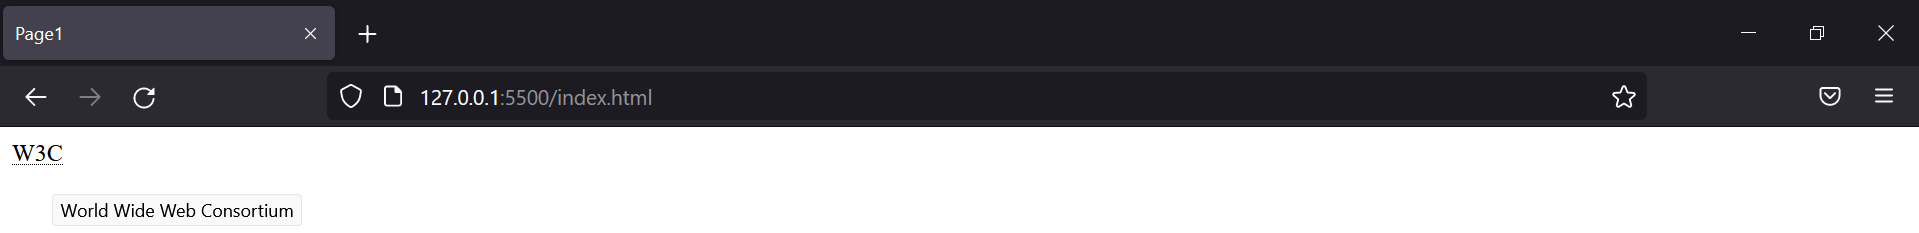 Page1
127.0.0.1:5500/index.html
W3C
World Wide Web Consortium